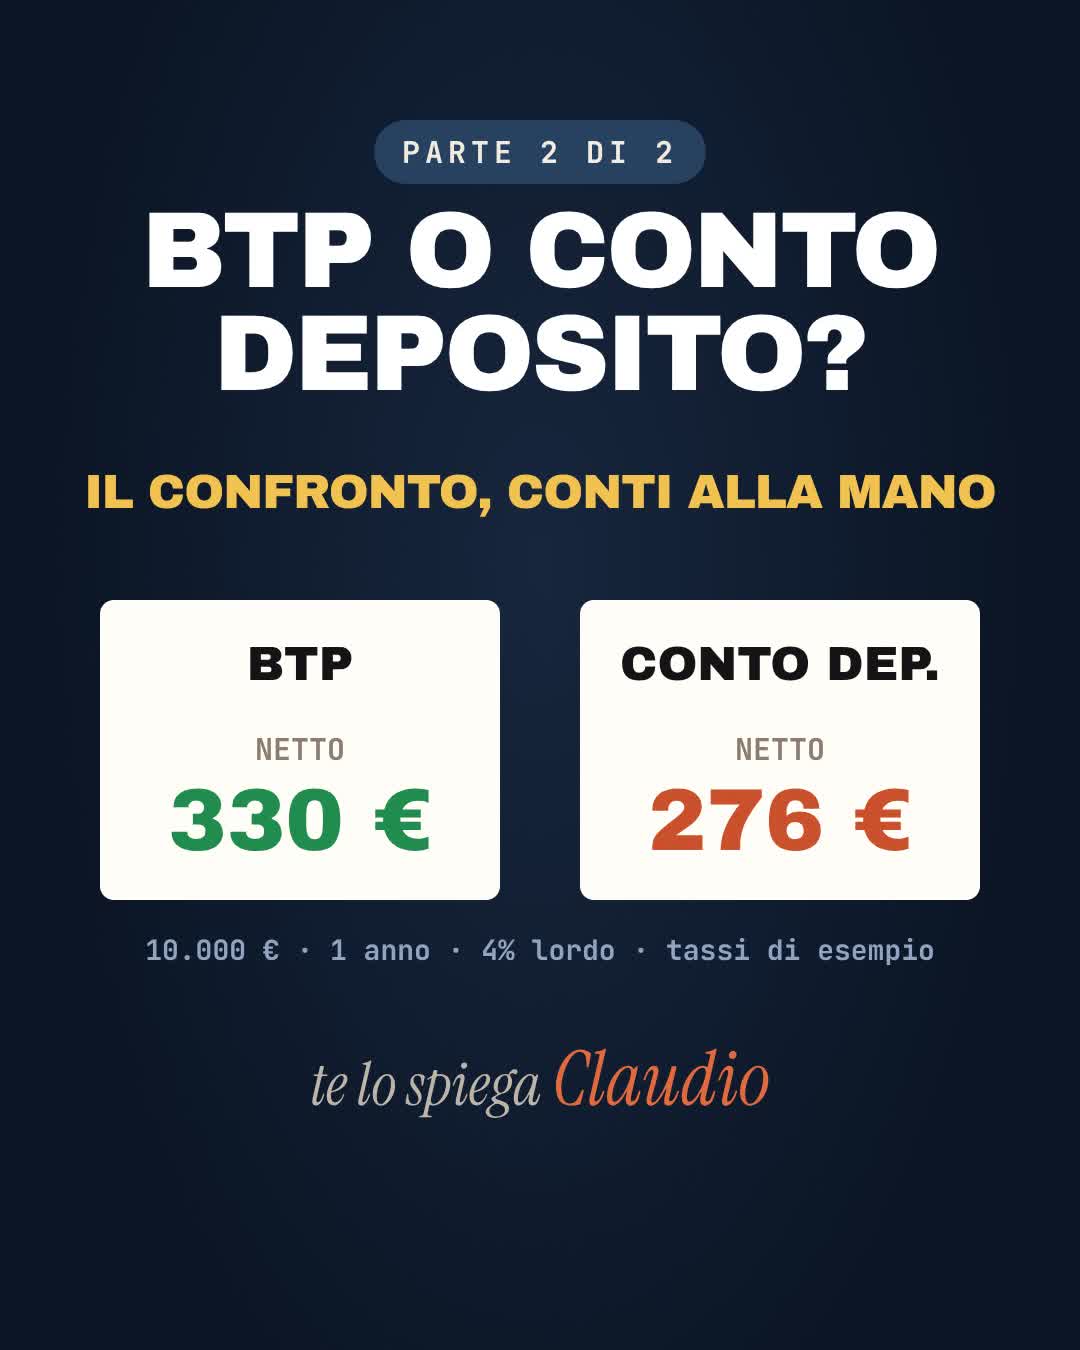 PARTE 2 DI 2
BTP O CONTO
DEPOSITO?
IL CONFRONTO, CONTI ALLA MANO
BTP
NETTO
330 €
CONTO DEP.
NETTO
276 €
10.000 € · 1 anno · 4% lordo · tassi di esempio
te lo spiega Claudio